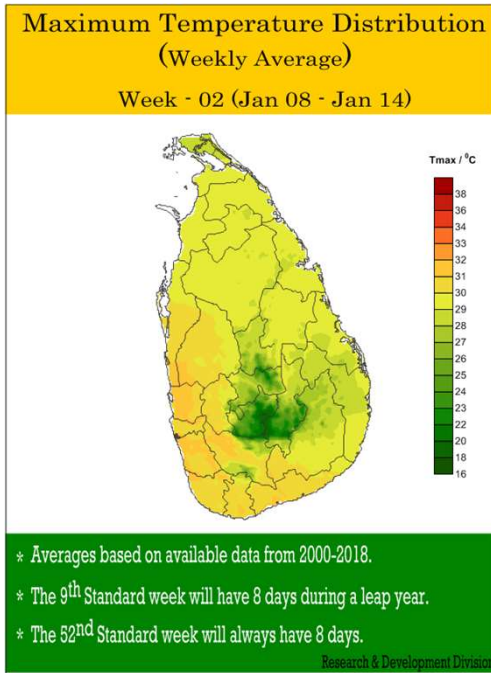 Maximum Temperature Distribution
(Weekly Average)
Week - 02 (Jan 08 - Jan 14)
Tmax / ⁰C
38
36
34
33
32
31
30
29
28
27
26
25
24
23
22
20
18
16
* Averages based on available data from 2000-2018.
* The 9th Standard week will have 8 days during a leap year.
* The 52nd Standard week will always have 8 days.
Research & Development Division